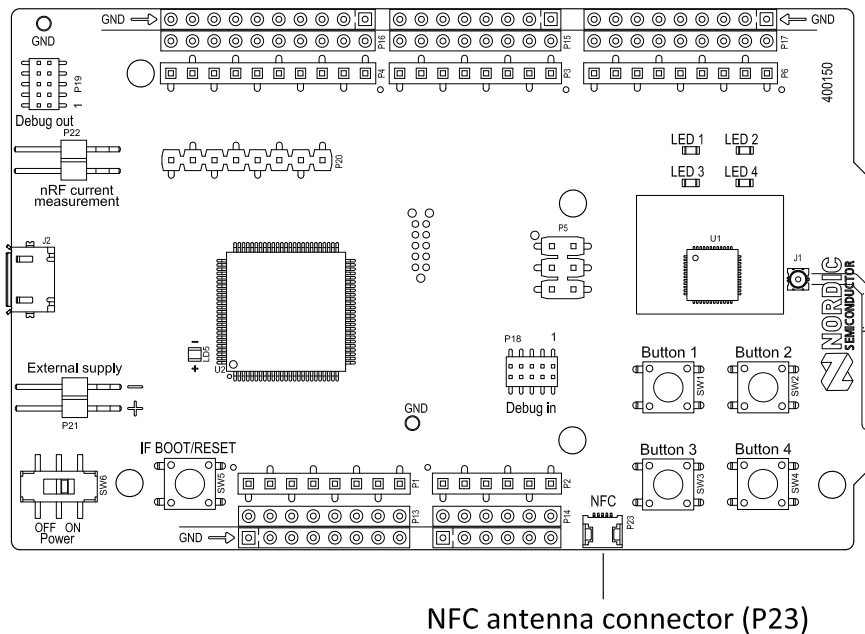 GND
GND
P16
P15
P17
GND
P19
1
P4
P3
P6
400150
Debug out
P22
nRF current
measurement
P20
LED 1
LED 2
LED 3
LED 4
J2
P5
U1
J1
NORDIC
SEMICONDUCTOR
–
LD5
+
U2
P18
1
Debug in
Button 1
Button 2
SW1
SW2
External supply
–
+
P21
GND
IF BOOT/RESET
Button 3
Button 4
SW6
SW5
P1
P2
SW3
SW4
OFF
ON
Power
P13
P14
NFC
P23
GND
NFC antenna connector (P23)